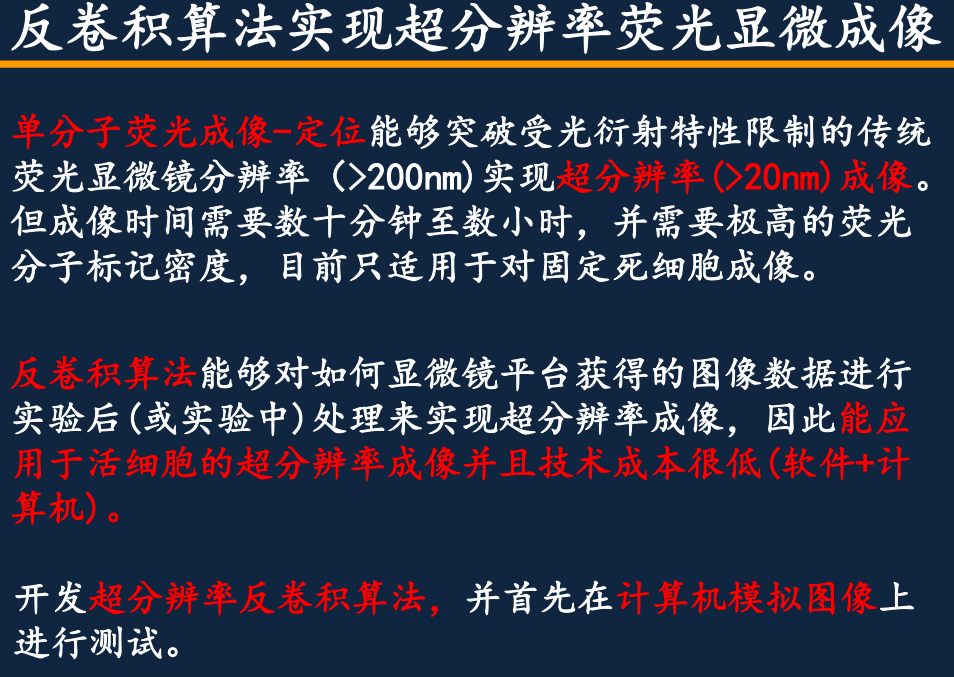 反卷积算法实现超分辨率荧光显微成像
单分子荧光成像-定位能够突破受光衍射特性限制的传统
荧光显微镜分辨率 (>200nm)实现超分辨率(>20nm)成像。
但成像时间需要数十分钟至数小时，并需要极高的荧光
分子标记密度，目前只适用于对固定死细胞成像。
反卷积算法能够对如何显微镜平台获得的图像数据进行
实验后(或实验中)处理来实现超分辨率成像，因此能应
用于活细胞的超分辨率成像并且技术成本很低(软件+计
算机)。
开发超分辨率反卷积算法，并首先在计算机模拟图像上
进行测试。